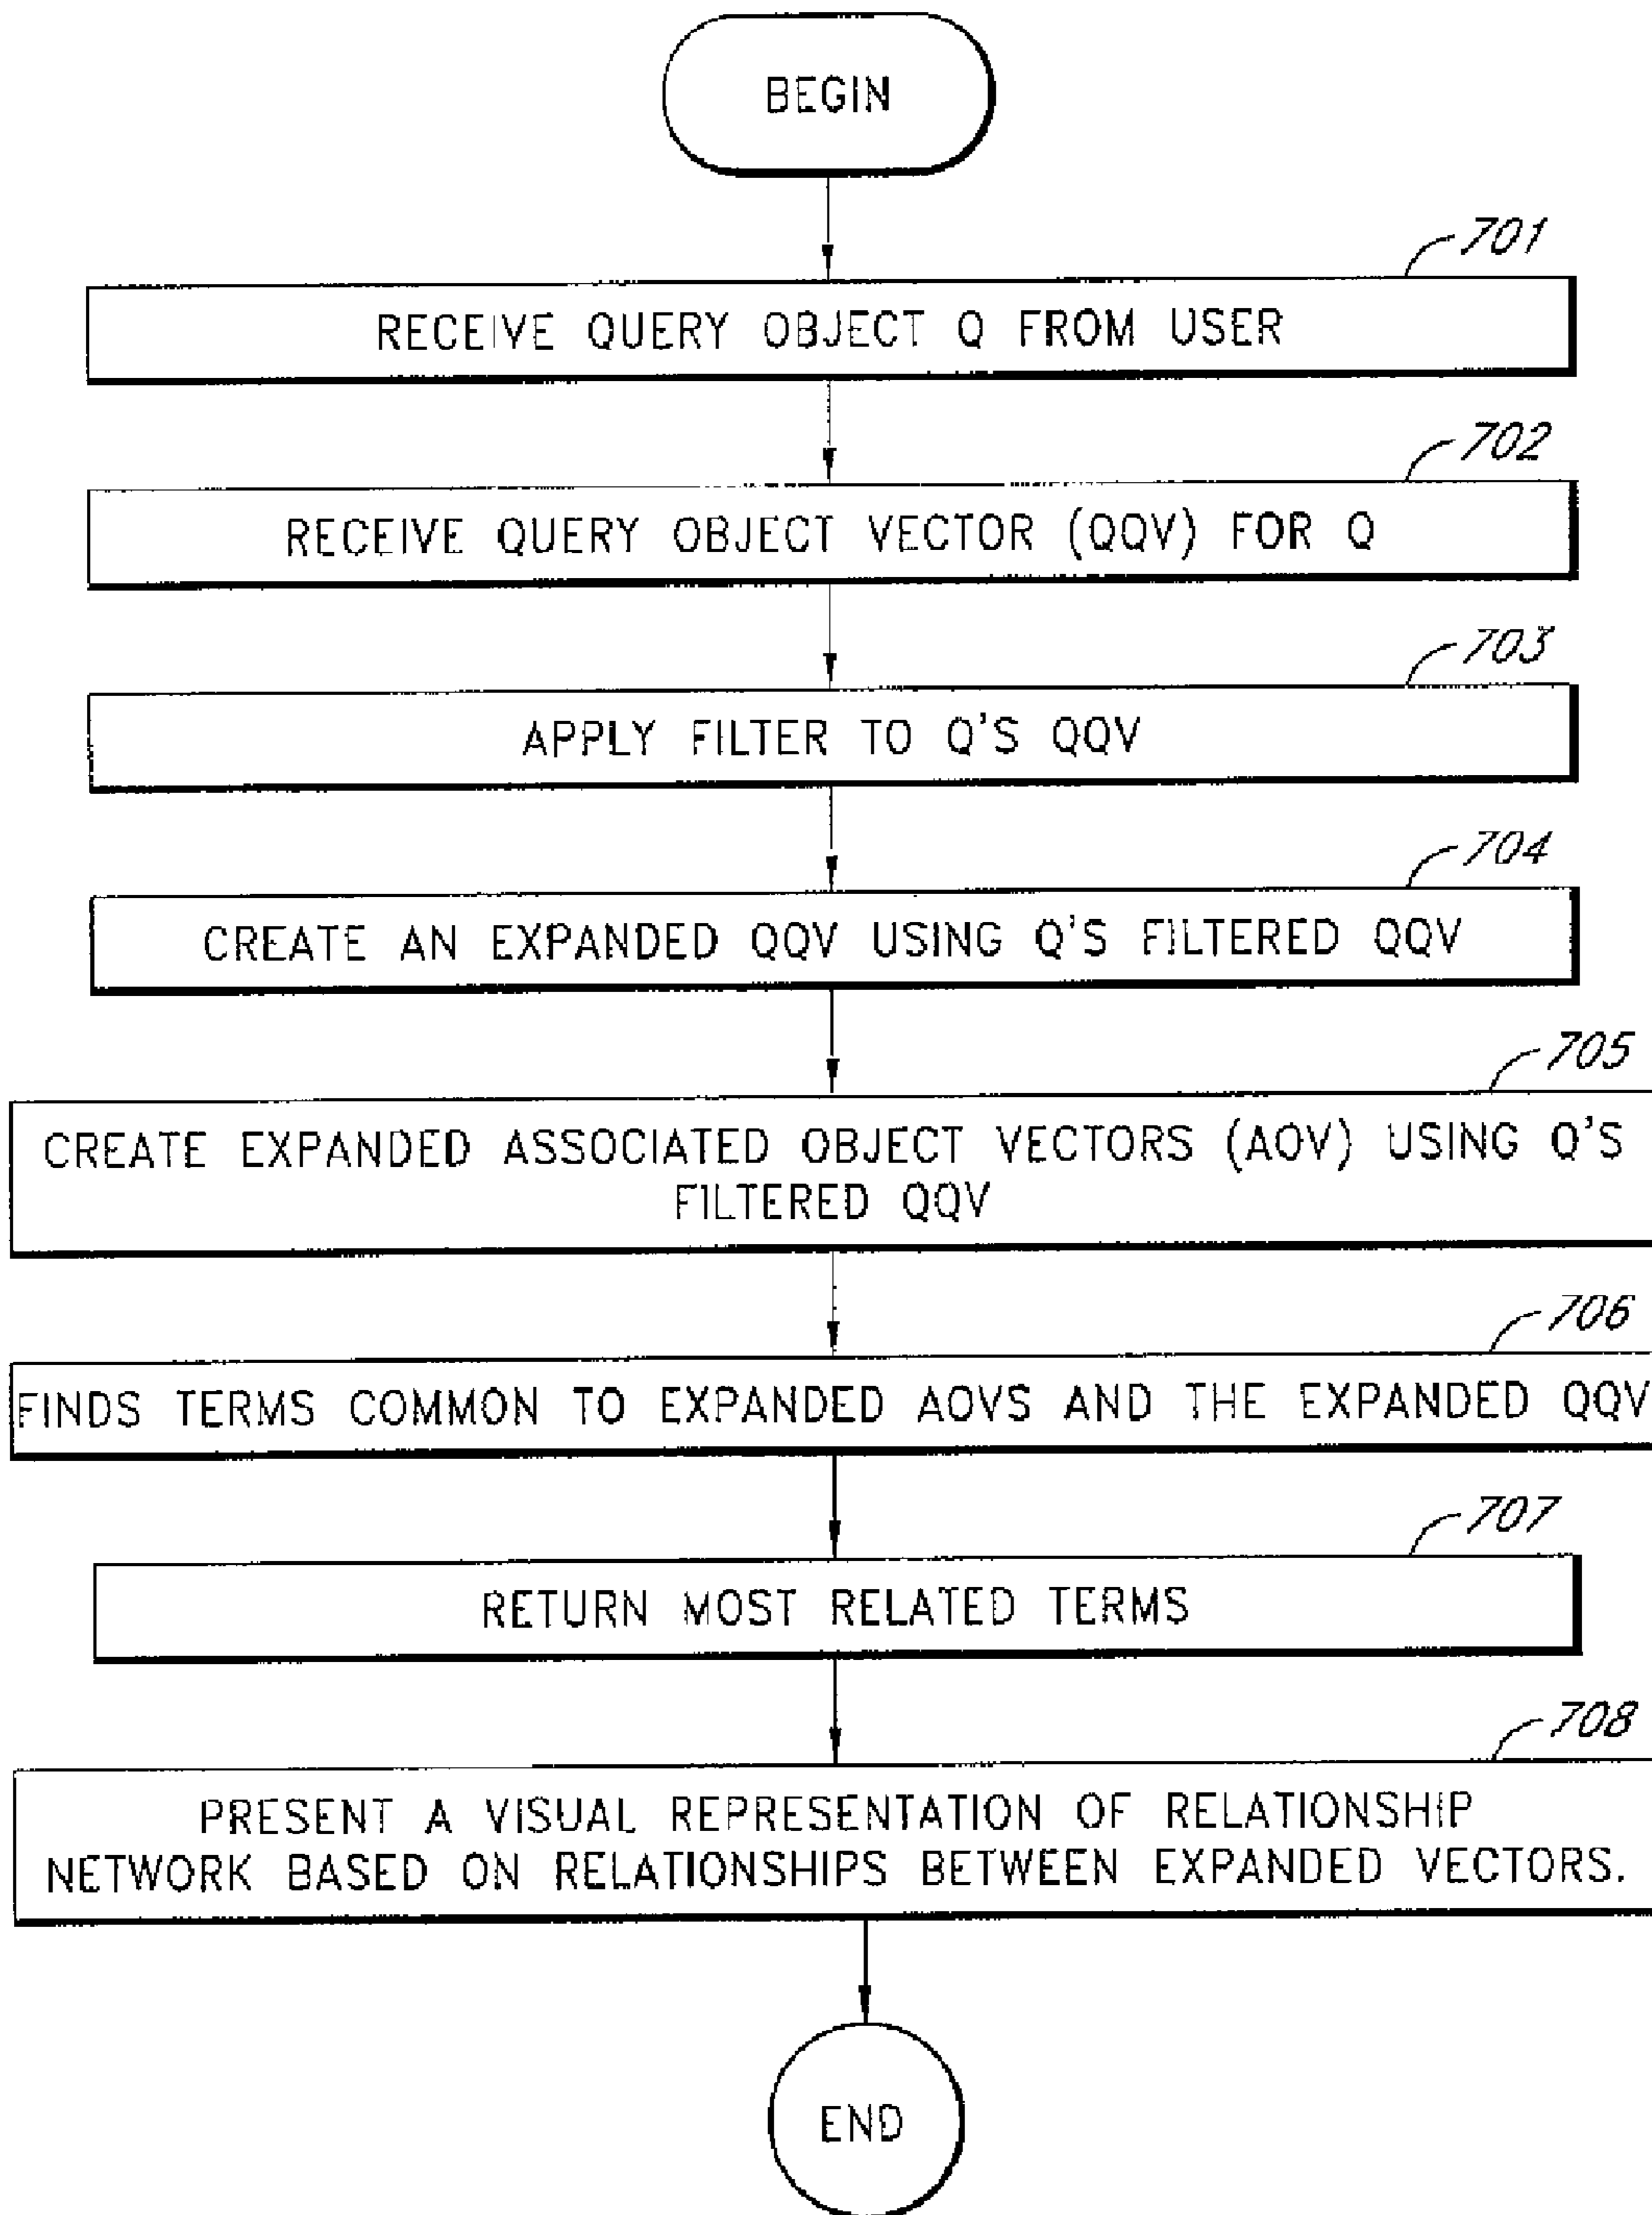 BEGIN
701
RECEIVE QUERY OBJECT Q FROM USER
702
RECEIVE QUERY OBJECT VECTOR (QQV) FOR Q
703
APPLY FILTER TO Q'S QQV
704
CREATE AN EXPANDED QQV USING Q'S FILTERED QQV
705
CREATE EXPANDED ASSOCIATED OBJECT VECTORS (AOV) USING Q'S
FILTERED QQV
706
FINDS TERMS COMMON TO EXPANDED AOVS AND THE EXPANDED QQV
707
RETURN MOST RELATED TERMS
708
PRESENT A VISUAL REPRESENTATION OF RELATIONSHIP
NETWORK BASED ON RELATIONSHIPS BETWEEN EXPANDED VECTORS.
END